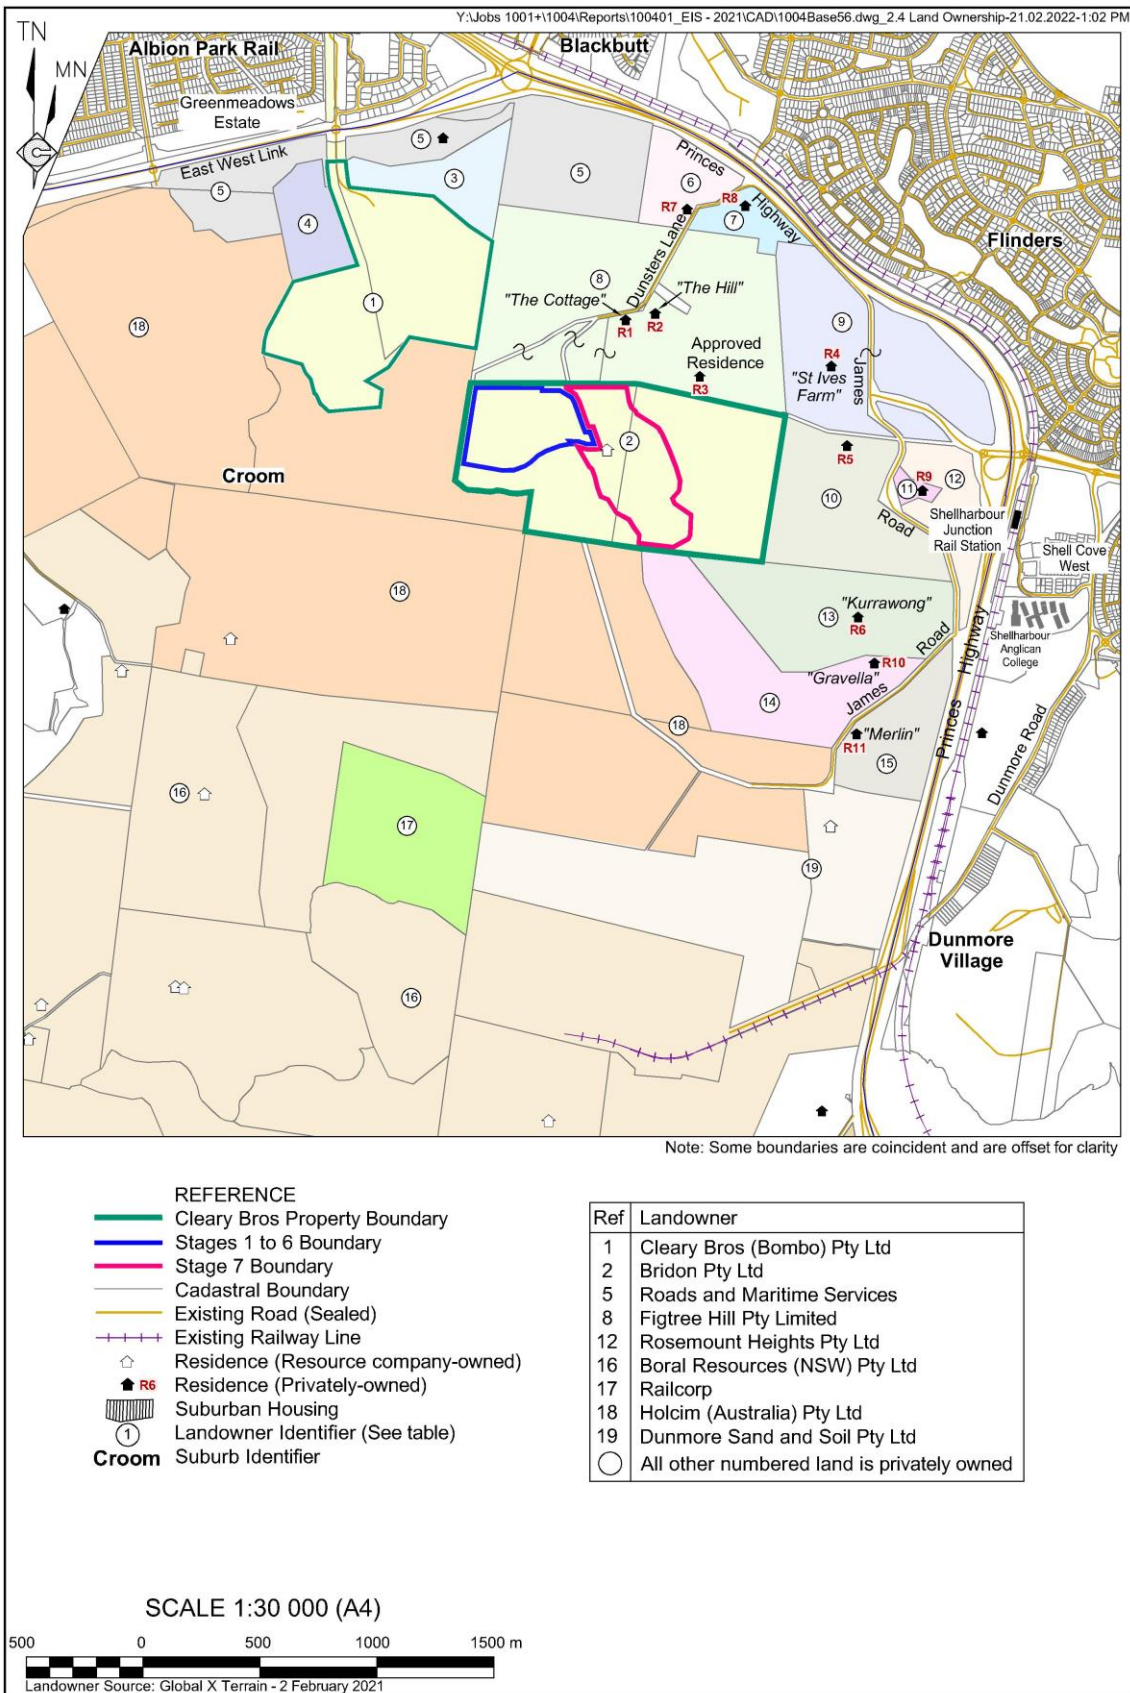 Y:\Jobs 1001+\1004\Reports\100401_EIS - 2021\CAD\1004Base56.dwg_2.4 Land Ownership-21.02.2022-1:02 PM
TN
MN
Albion Park Rail
Blackbutt
Greenmeadows
Estate
East West Link
5
5
3
5
4
Princes
6
R7
R8
7
Highway
Flinders
Dunsters Lane
8
"The Cottage"
"The Hill"
R1
R2
1
18
9
Approved
Residence
R3
R4
"St Ives
Farm"
James
2
R5
Croom
10
11
R9
12
Road
Shellharbour
Junction
Rail Station
Shell Cove
West
18
"Kurrawong"
13
R6
Road
Highway
Shellharbour
Anglican
College
R10
"Gravella"
14
James
18
"Merlin"
R11
15
Princes
Dunmore Road
16
17
19
Dunmore
Village
16
Note: Some boundaries are coincident and are offset for clarity
REFERENCE
Cleary Bros Property Boundary
Stages 1 to 6 Boundary
Stage 7 Boundary
Cadastral Boundary
Existing Road (Sealed)
Existing Railway Line
Residence (Resource company-owned)
R6 Residence (Privately-owned)
Suburban Housing
1 Landowner Identifier (See table)
Croom Suburb Identifier
Ref Landowner
1 Cleary Bros (Bombo) Pty Ltd
2 Bridon Pty Ltd
5 Roads and Maritime Services
8 Figtree Hill Pty Limited
12 Rosemount Heights Pty Ltd
16 Boral Resources (NSW) Pty Ltd
17 Railcorp
18 Holcim (Australia) Pty Ltd
19 Dunmore Sand and Soil Pty Ltd
All other numbered land is privately owned
SCALE 1:30 000 (A4)
500 0 500 1000 1500 m
Landowner Source: Global X Terrain - 2 February 2021